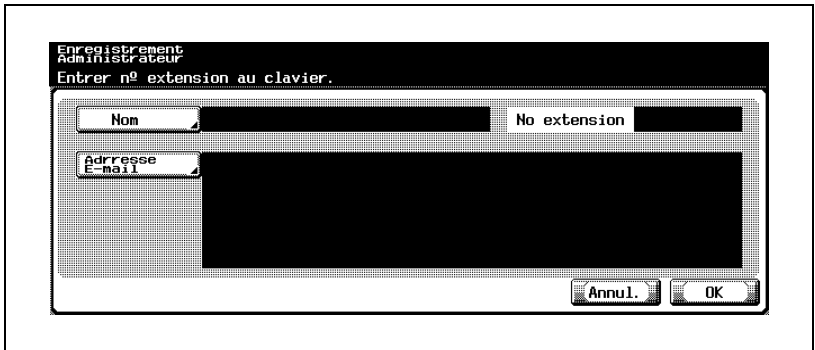 Enregistrement
Administrateur
Entrer nº extension au clavier.
Nom
No extension
Adrresse
E-mail
Annul.
OK